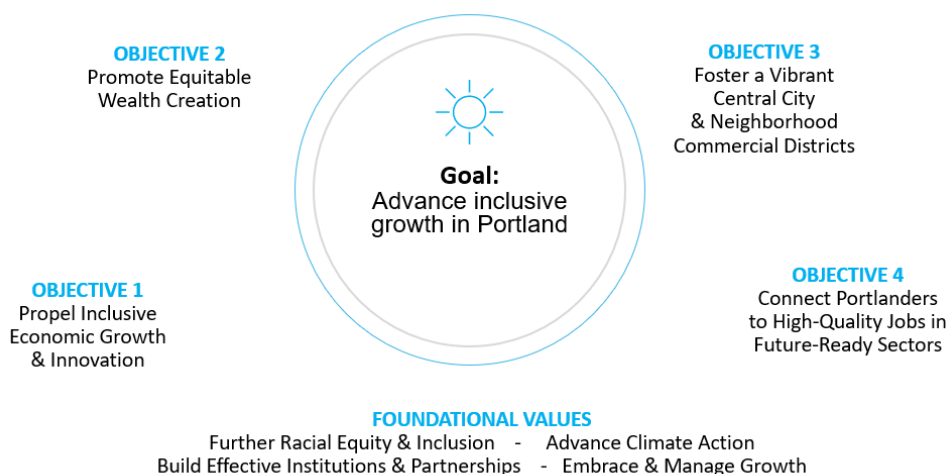 OBJECTIVE 2
Promote Equitable
Wealth Creation
OBJECTIVE 3
Foster a Vibrant
Central City
& Neighborhood
Commercial Districts
Goal:
Advance inclusive
growth in Portland
OBJECTIVE 1
Propel Inclusive
Economic Growth
& Innovation
OBJECTIVE 4
Connect Portlanders
to High-Quality Jobs in
Future-Ready Sectors
FOUNDATIONAL VALUES
Further Racial Equity & Inclusion - Advance Climate Action
Build Effective Institutions & Partnerships - Embrace & Manage Growth